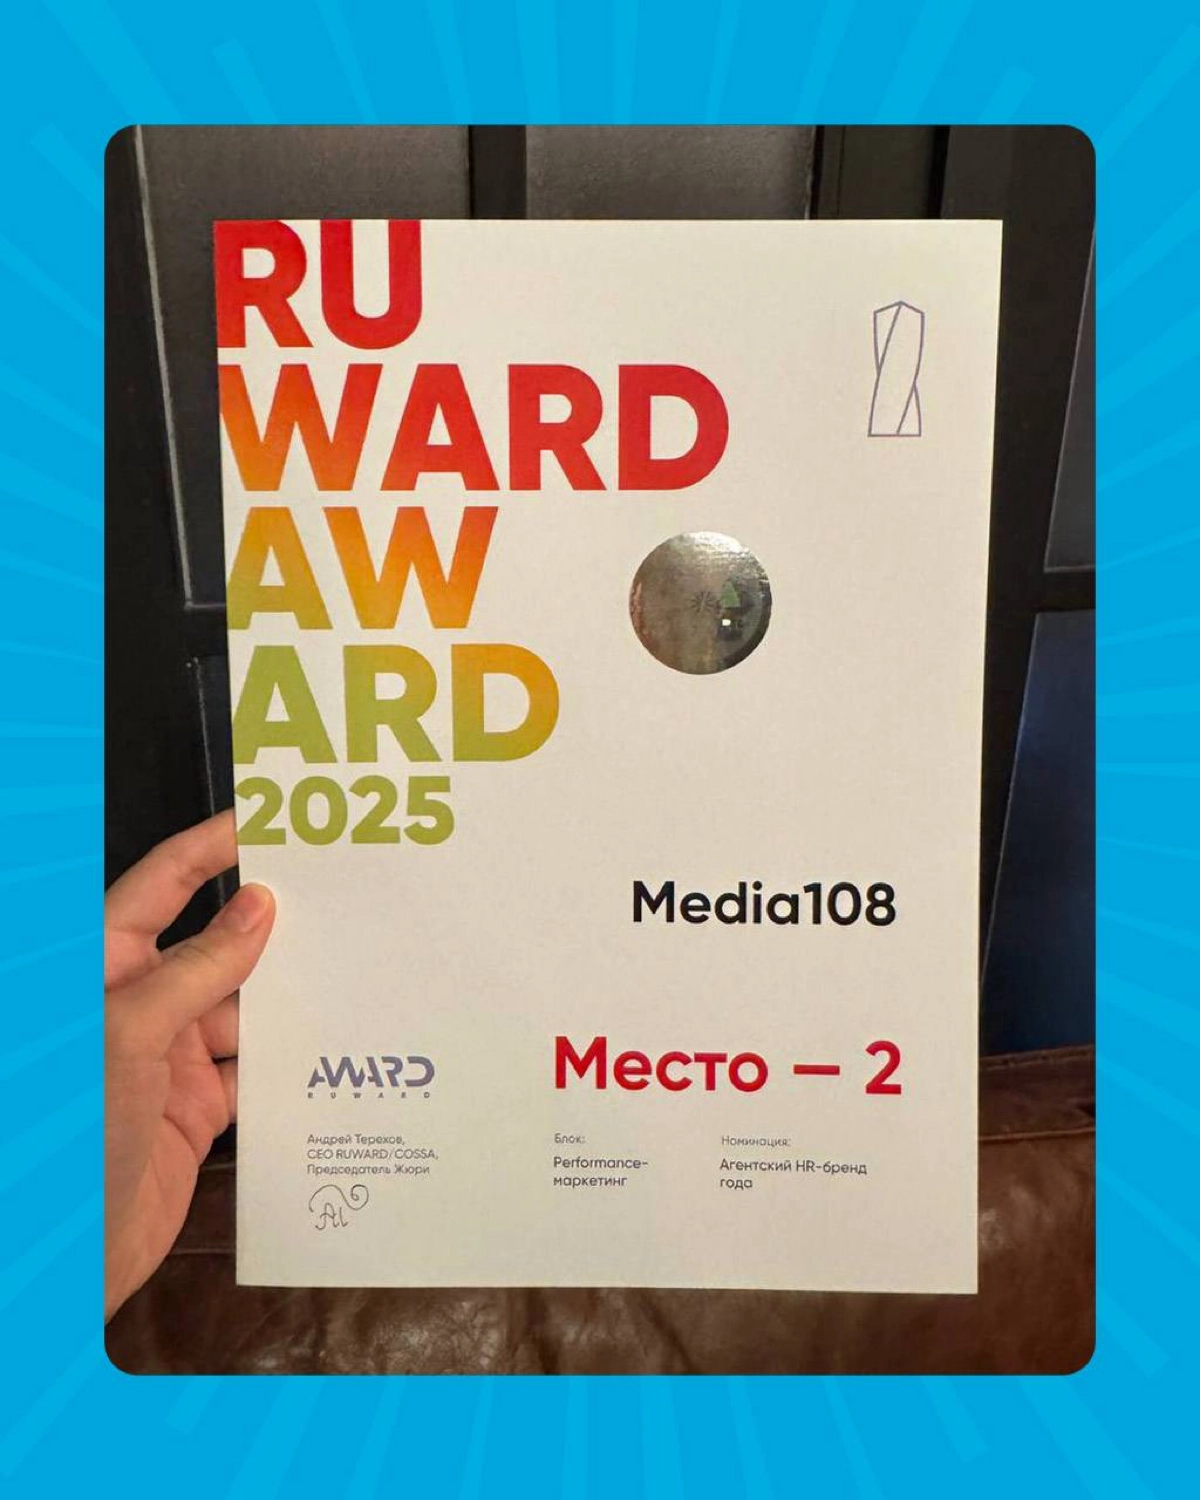 RU
WARD
AW
ARD
2025
Media108
Место — 2
AWARD
RUWARD
Андрей Терехов,
CEO RUWARD/COSSA,
Председатель Жюри
Блок:
Performance-
маркетинг
Номинация:
Агентский HR-бренд
года